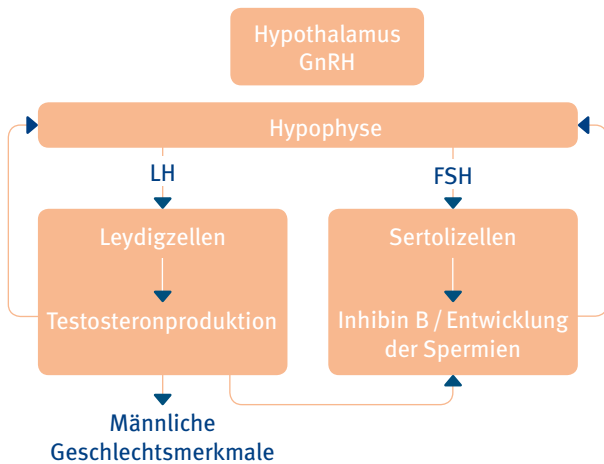 Hypothalamus
GnRH
Hypophyse
LH
FSH
Leydigzellen
Testosteronproduktion
Sertolizellen
Inhibin B / Entwicklung
der Spermien
Männliche
Geschlechtsmerkmale